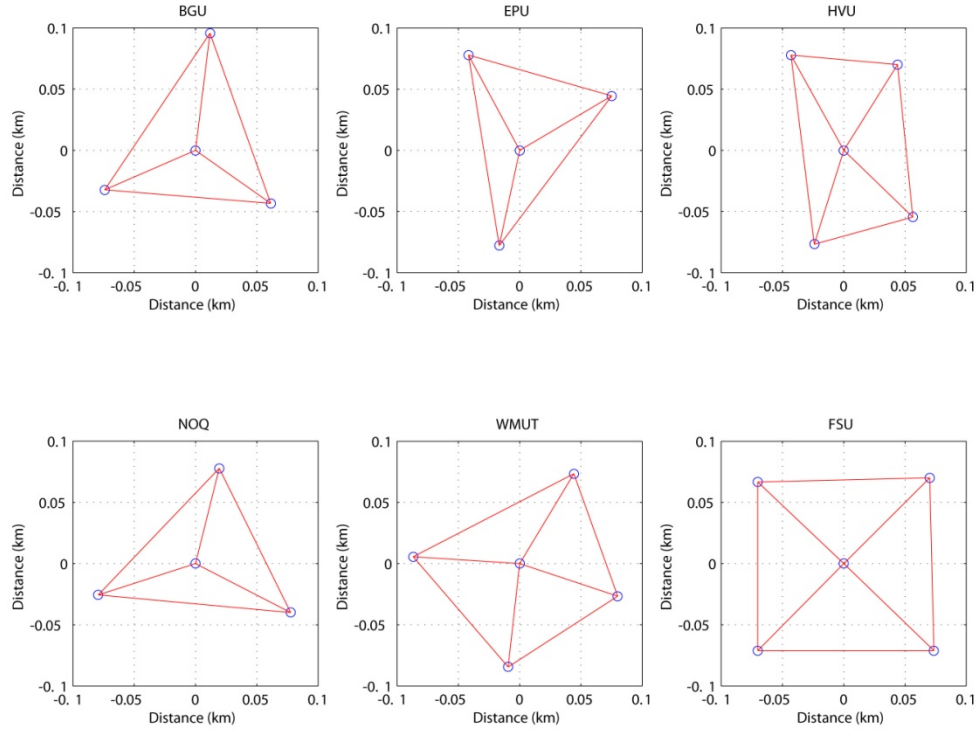 BGU EPU HVU
0.1 0.1 0.1
0.05 0.05 0.05
0 0 0
-0.05 -0.05 -0.05
-0. 1 -0. 1 -0. 1
Distance (km) Distance (km) Distance (km)
-0. 1 -0.05 0 0.05 0.1 -0. 1 -0.05 0 0.05 0.1 -0. 1 -0.05 0 0.05 0.1
Distance (km) Distance (km) Distance (km)
NOQ WMUT FSU
0.1 0.1 0.1
0.05 0.05 0.05
0 0 0
-0.05 -0.05 -0.05
-0. 1 -0. 1 -0. 1
Distance (km) Distance (km) Distance (km)
-0. 1 -0.05 0 0.05 0.1 -0. 1 -0.05 0 0.05 0.1 -0. 1 -0.05 0 0.05 0.1
Distance (km) Distance (km) Distance (km)